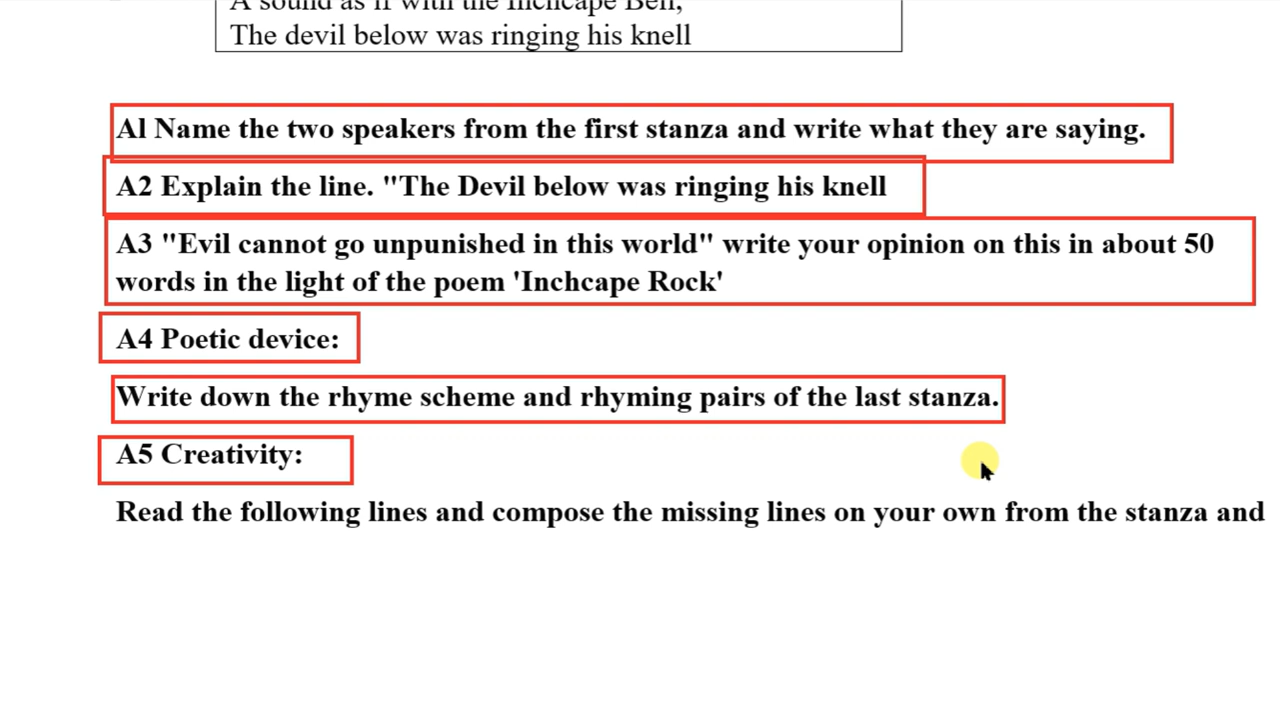 A sound as if with the Inchcape Bell,
The devil below was ringing his knell
Al Name the two speakers from the first stanza and write what they are saying.
A2 Explain the line. "The Devil below was ringing his knell
A3 "Evil cannot go unpunished in this world" write your opinion on this in about 50
words in the light of the poem 'Inchcape Rock'
A4 Poetic device:
Write down the rhyme scheme and rhyming pairs of the last stanza.
A5 Creativity:
Read the following lines and compose the missing lines on your own from the stanza and